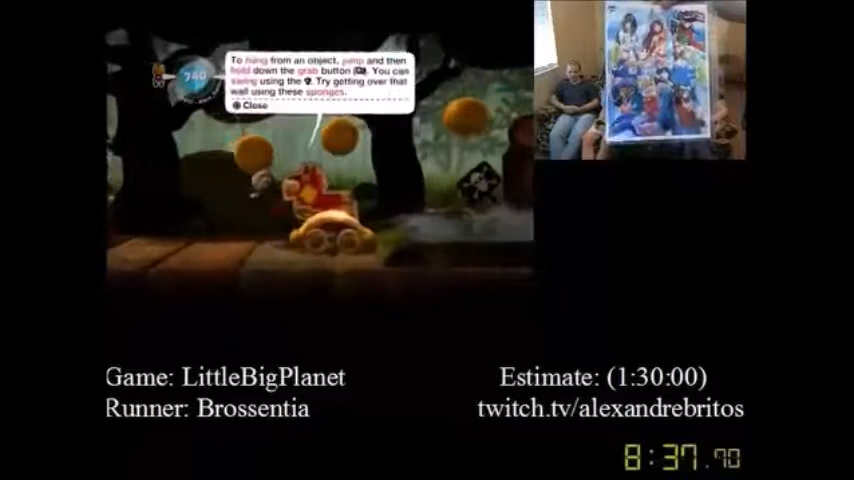 To hang from an object, jump and then
hold down the grab button. You can
swing using the
. Try getting over that
wall using these sponges.
Close
740
Game: LittleBigPlanet
Runner: Brossentia
Estimate: (1:30:00)
twitch.tv/alexandrebritos
8:37.90